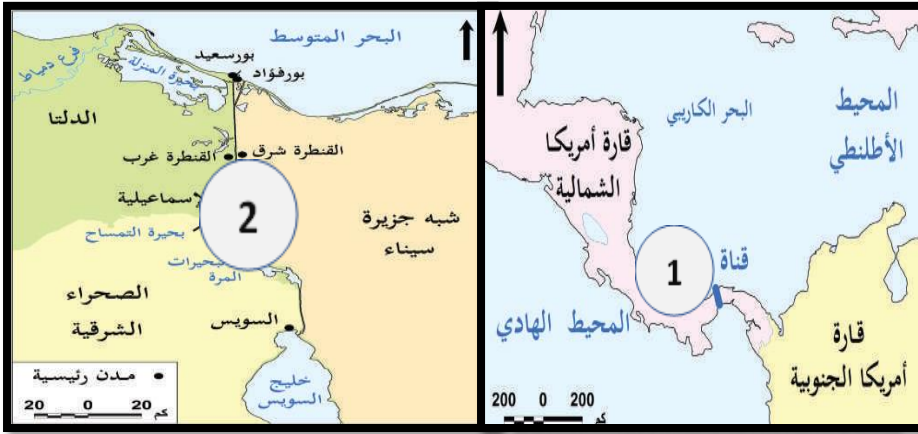 البحر الكاريبي
المحيط
الأطلنطي
قارة أمريكا
الشمالية
1
قناة
المحيط الهادي
قارة
أمريكا الجنوبية
200 0 200
كم
البحر المتوسط
بورسعيد
بورفؤاد
فرع دمياط
بحيرة المنزلة
الدلتا
القنطرة شرق
القنطرة غرب
سماعيلية
2
شبه جزيرة
سيناء
بحيرة التمساح
بحيرات
المرة
الصحراء
الشرقية
السويس
خليج
السويس
مدن رئيسية
20 0 20
كم